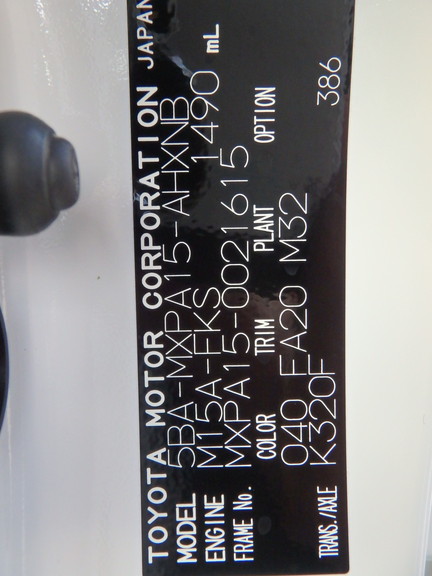 TOYOTA MOTOR CORPORATION JAPAN
MODEL 5BA-MXPA15-AHXNB
ENGINE M15A-FKS 1490 mL
FRAME No. MXPA15-0021615
COLOR TRIM PLANT OPTION
040 FA20 M32
TRANS./AXLE K320F 386